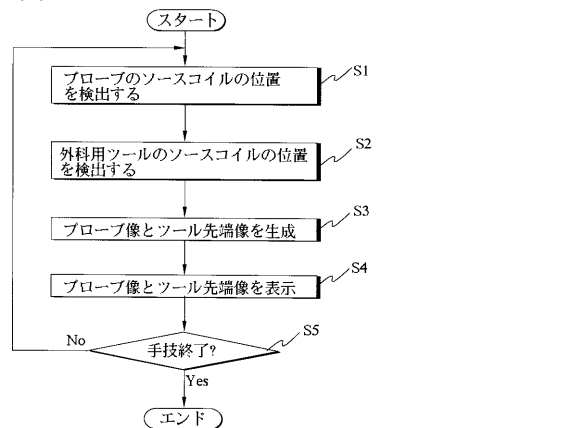 スタート
プローブのソースコイルの位置
を検出する
S1
外科用ツールのソースコイルの位置
を検出する
S2
プローブ像とツール先端像を生成
S3
プローブ像とツール先端像を表示
S4
手技終了?
S5
No
Yes
エンド